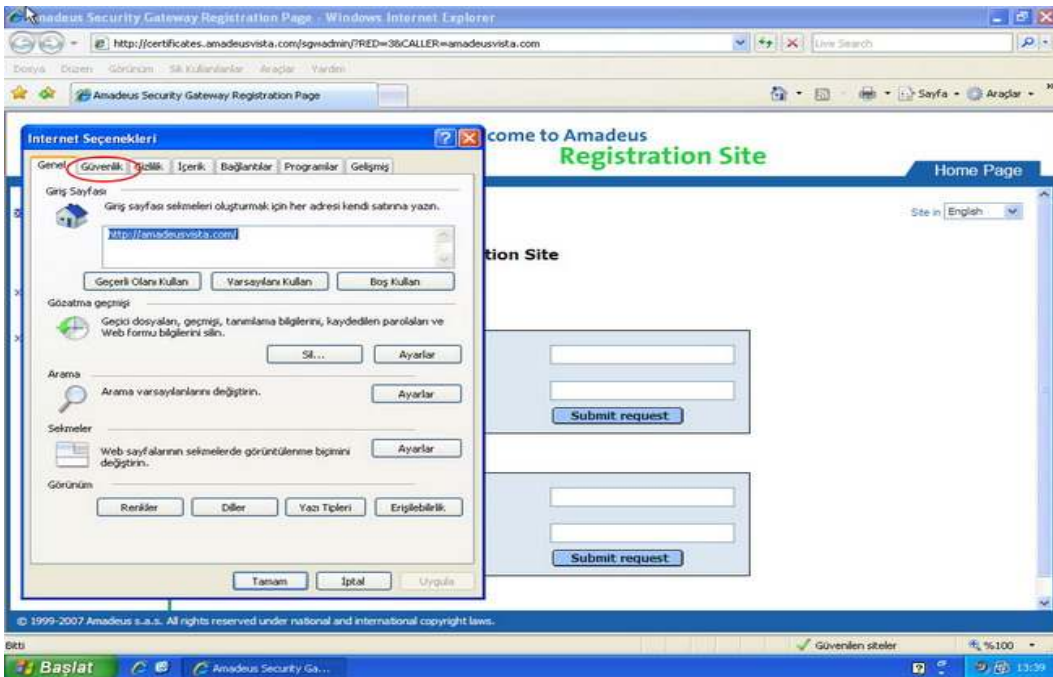 Amadeus Security Gateway Registration Page - Windows Internet Explorer
http://certificates.amadeusvista.com/sgwadmin/?RED=3&CALLER=amadeusvista.com
Live Search
Dosya Düzen Görünüm Sık Kullanılanlar Araçlar Yardım
Amadeus Security Gateway Registration Page
Sayfa Araçlar
come to Amadeus
Registration Site
Home Page
Site in English
tion Site
Submit request
Submit request
Internet Seçenekleri
Genel Güvenlik Gizlilik İçerik Bağlantılar Programlar Gelişmiş
Giriş Sayfası
Giriş sayfası sekmeleri oluşturmak için her adresi kendi satırına yazın.
http://amadeusvista.com/
Geçerli Olanı Kullan Varsayılanı Kullan Boş Kullan
Gözatma geçmişi
Geçici dosyaları, geçmişi, tanımlama bilgilerini, kaydedilen parolaları ve
Web formu bilgilerini silin.
Sil... Ayarlar
Arama
Arama varsayılanlarını değiştirin.
Ayarlar
Sekmeler
Web sayfalarının sekmelerde görüntülenme biçimini
değiştirin.
Ayarlar
Görünüm
Renkler Diller Yazı Tipleri Erişilebilirlik
Tamam İptal Uygula
© 1999-2007 Amadeus s.a.s. All rights reserved under national and international copyright laws.
Bitti
Güvenilen siteler
%100
Başlat
Amadeus Security Ga...
13:39